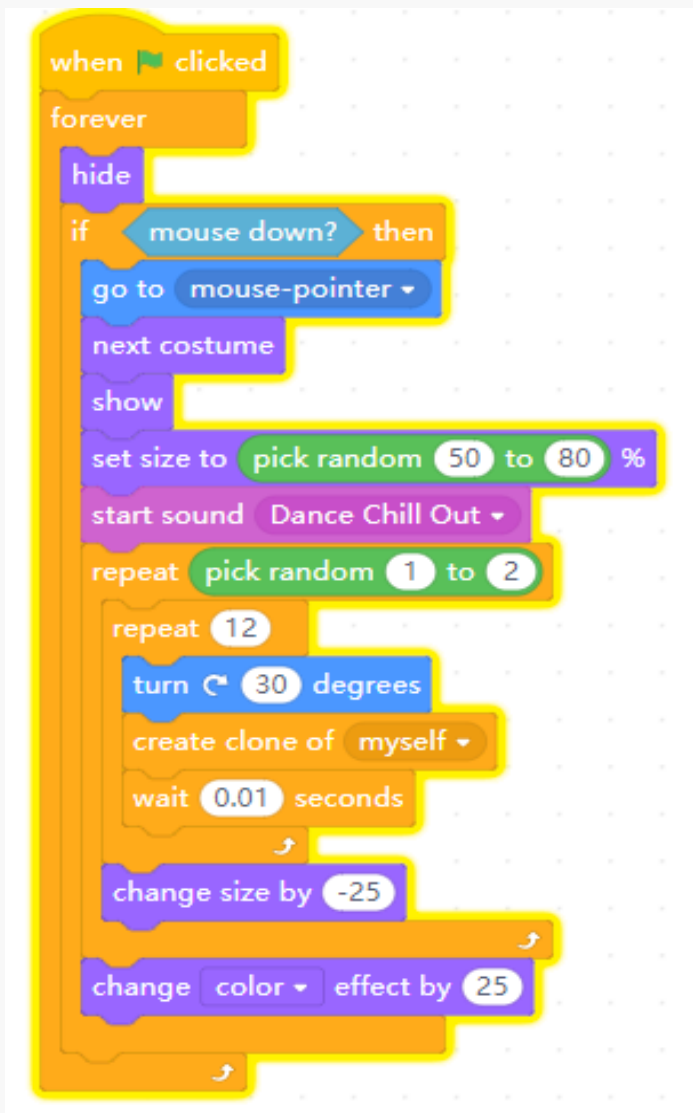 when clicked
forever
hide
if mouse down? then
go to mouse-pointer
next costume
show
set size to pick random 50 to 80 %
start sound Dance Chill Out
repeat pick random 1 to 2
repeat 12
turn 30 degrees
create clone of myself
wait 0.01 seconds
change size by -25
change color effect by 25